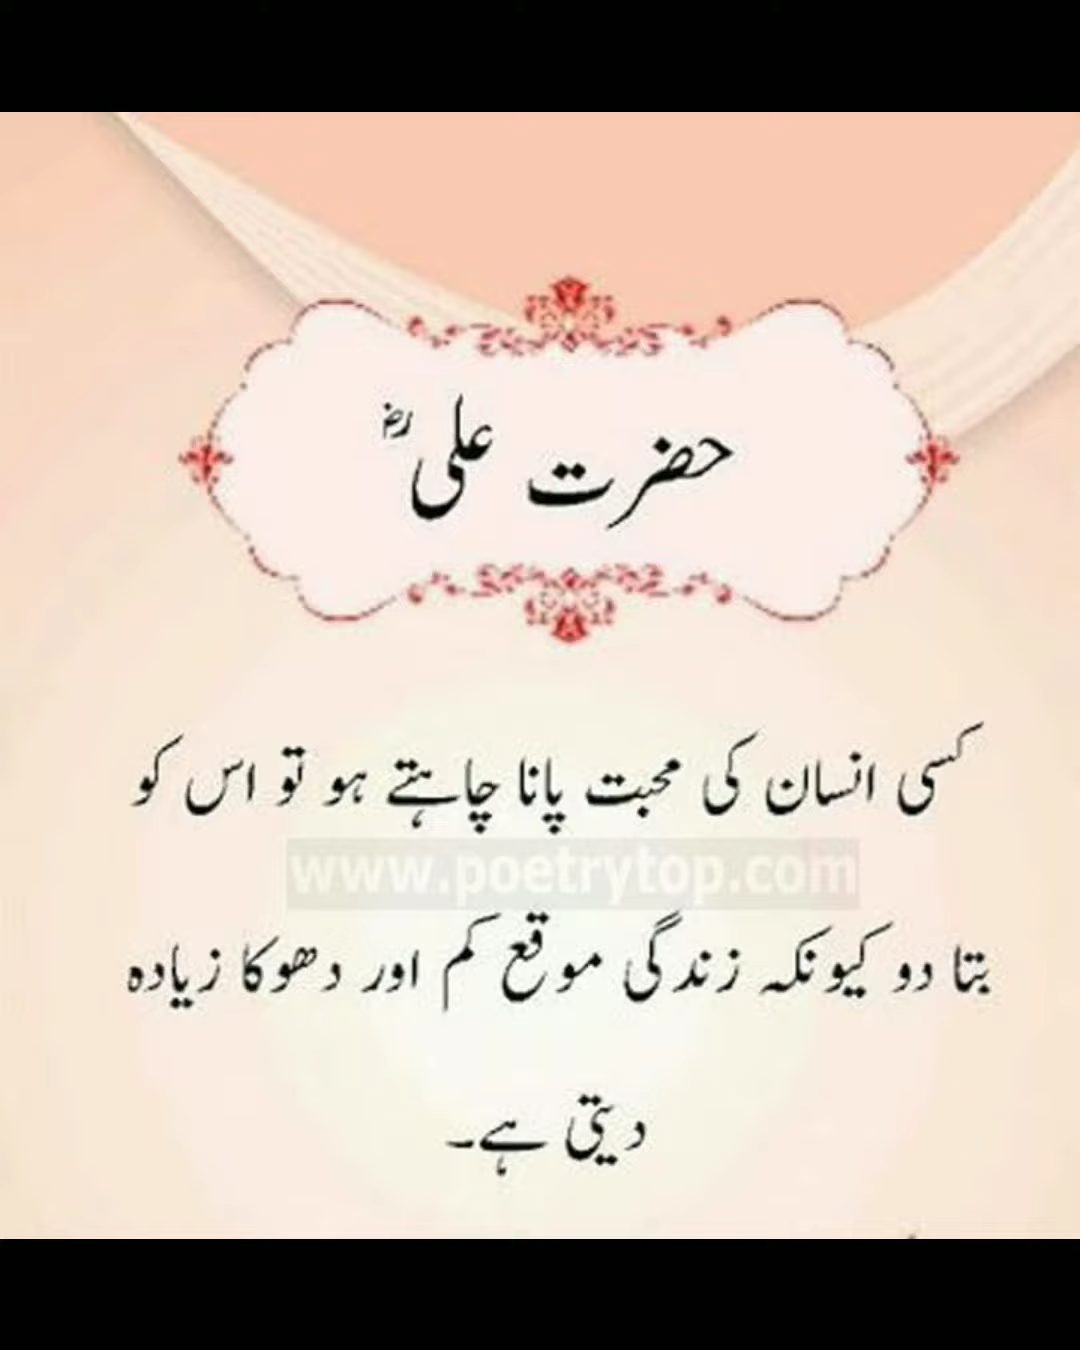 حضرت علیؓ
کسی انسان کی محبت پانا چاہتے ہو تو اس کو
www.poetrytop.com
بتا دو کیونکہ زندگی موقع کم اور دھوکا زیادہ
دیتی ہے۔